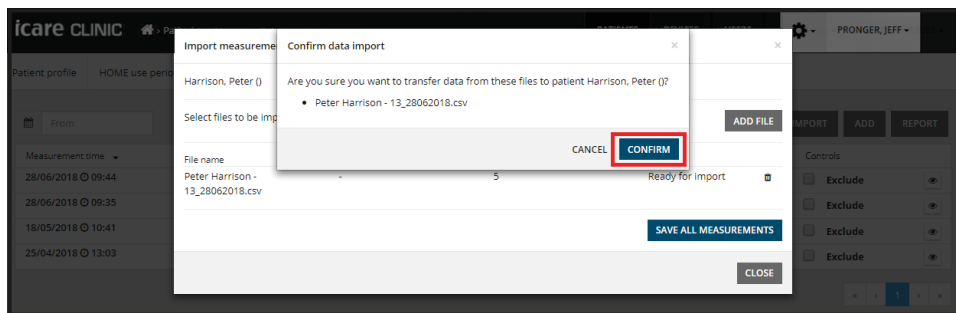 icare CLINIC
PRONGER, JEFF
Patient profile
Import measureme
Confirm data import
×
×
Harrison, Peter ()
Are you sure you want to transfer data from these files to patient Harrison, Peter ()?
• Peter Harrison - 13_28062018.csv
Select files to be imp
ADD FILE
CANCEL
CONFIRM
From
IMPORT
ADD
REPORT
Measurement time
File name
Controls
28/06/2018 09:44
Peter Harrison - 13_28062018.csv
-
5
Ready for import
Exclude
28/06/2018 09:35
Exclude
18/05/2018 10:41
SAVE ALL MEASUREMENTS
Exclude
25/04/2018 13:03
Exclude
CLOSE
« ‹ 1 › »